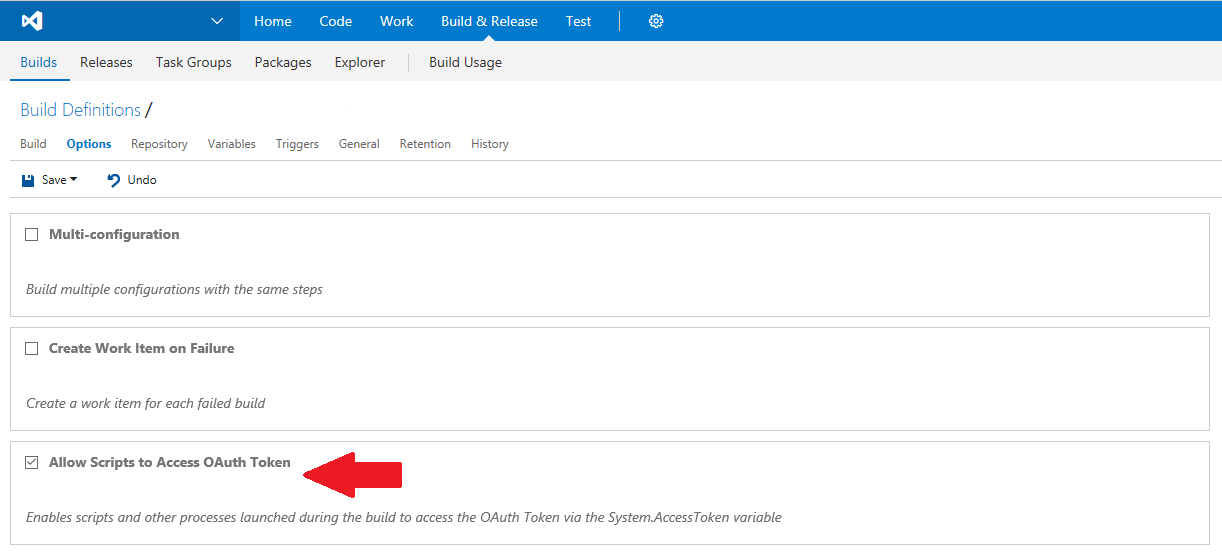 Home Code Work Build & Release Test
Builds Releases Task Groups Packages Explorer Build Usage
Build Definitions /
Build Options Repository Variables Triggers General Retention History
Save Undo
Multi-configuration
Build multiple configurations with the same steps
Create Work Item on Failure
Create a work item for each failed build
Allow Scripts to Access OAuth Token
Enables scripts and other processes launched during the build to access the OAuth Token via the System.AccessToken variable